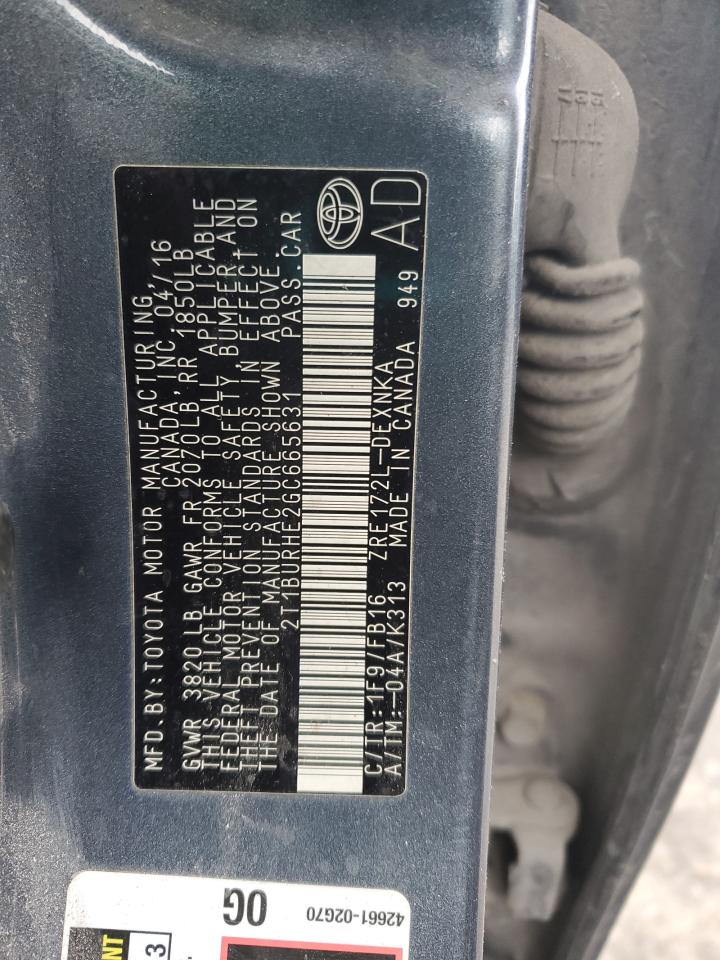 MFD.BY:TOYOTA MOTOR MANUFACTURING
CANADA, INC. 04/16
GVWR 3820 LB GAWR FR 2070LB RR 1850LB
THIS VEHICLE CONFORMS TO ALL APPLICABLE
FEDERAL MOTOR VEHICLE SAFETY, BUMPER, AND
THEFT PREVENTION STANDARDS IN EFFECT ON
THE DATE OF MANUFACTURE SHOWN ABOVE.
2T1BURHE2GC665631 PASS.CAR
C/TR:1F9/FB16 ZRE172L-DEXNKA
A/TM:-04A/K313 MADE IN CANADA 949
AD
42661-02G70
0G
3